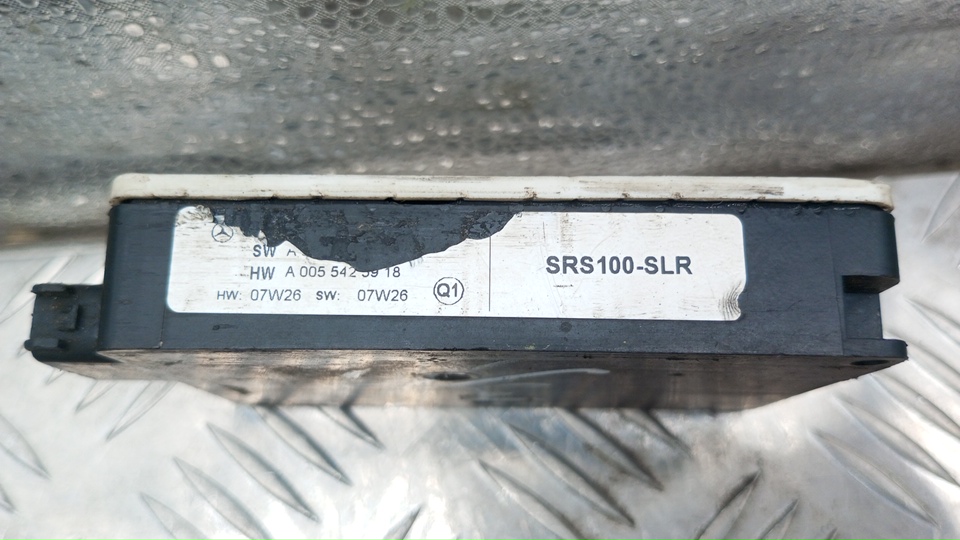 SW A
HW A 005 542 39 18
HW: 07W26 SW: 07W26 Q1
SRS100-SLR